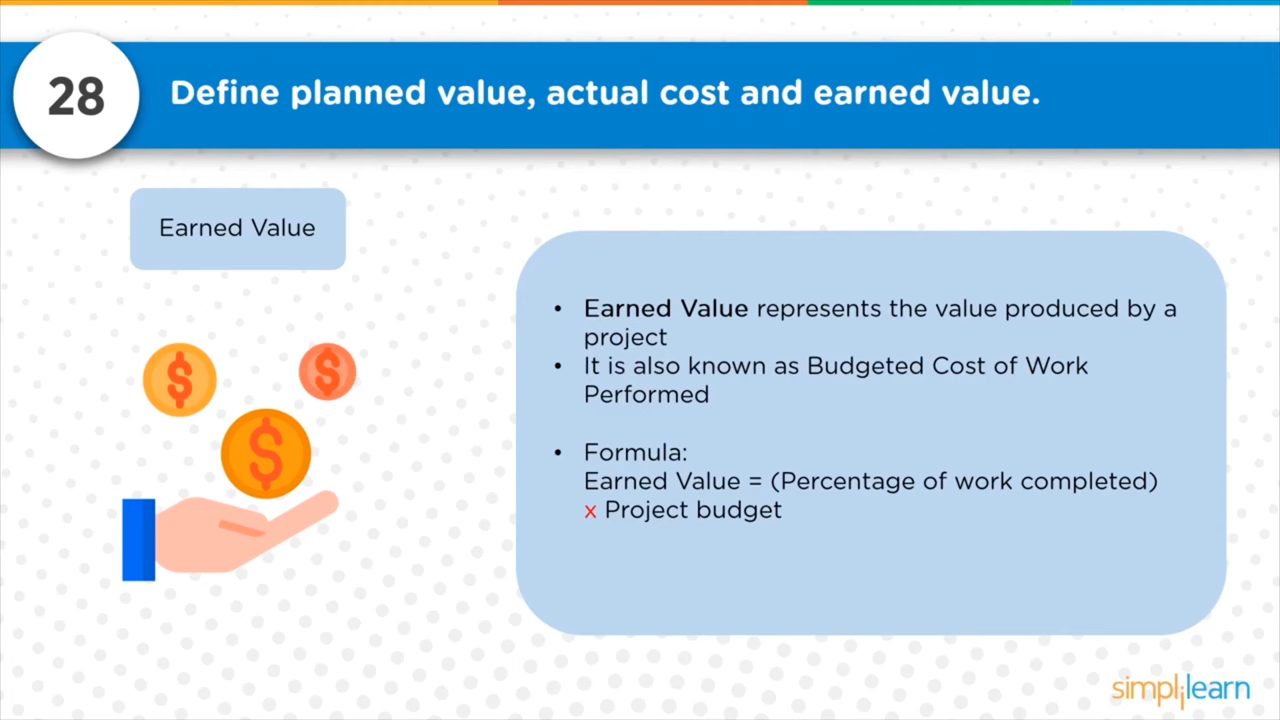 28
Define planned value, actual cost and earned value.
Earned Value
• Earned Value represents the value produced by a
project
• It is also known as Budgeted Cost of Work
Performed
• Formula:
Earned Value = (Percentage of work completed)
x Project budget
simplilearn